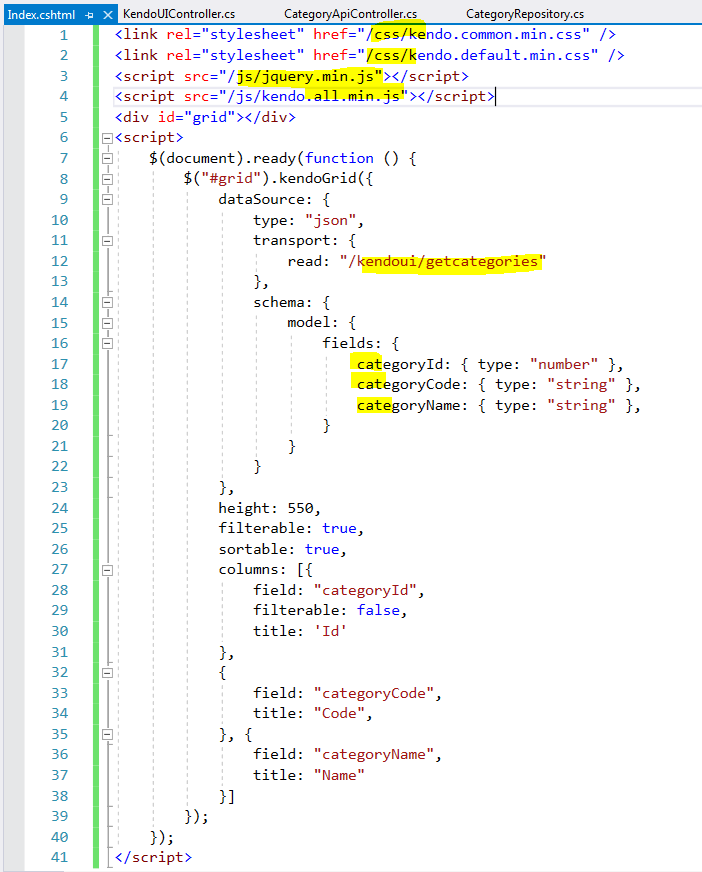 Index.cshtml KendoUIController.cs CategoryApiController.cs CategoryRepository.cs
1 <link rel="stylesheet" href="/css/kendo.common.min.css" />
2 <link rel="stylesheet" href="/css/kendo.default.min.css" />
3 <script src="/js/jquery.min.js"></script>
4 <script src="/js/kendo.all.min.js"></script>
5 <div id="grid"></div>
6 <script>
7 $(document).ready(function () {
8 $("#grid").kendoGrid({
9 dataSource: {
10 type: "json",
11 transport: {
12 read: "/kendoui/getcategories"
13 },
14 schema: {
15 model: {
16 fields: {
17 categoryId: { type: "number" },
18 categoryCode: { type: "string" },
19 categoryName: { type: "string" },
20 }
21 }
22 }
23 },
24 height: 550,
25 filterable: true,
26 sortable: true,
27 columns: [{
28 field: "categoryId",
29 filterable: false,
30 title: 'Id'
31 },
32 {
33 field: "categoryCode",
34 title: "Code",
35 }, {
36 field: "categoryName",
37 title: "Name"
38 }]
39 });
40 });
41 </script>